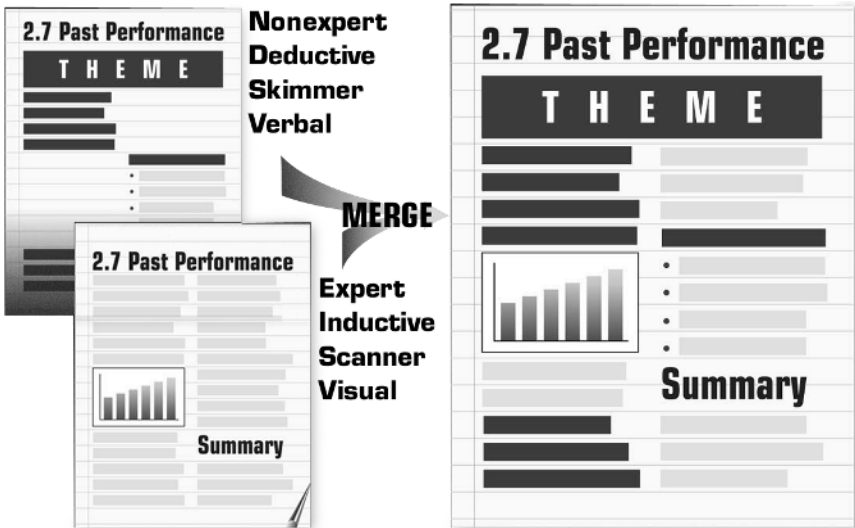 2.7 Past Performance
THEME
Nonexpert
Deductive
Skimmer
Verbal
MERGE
2.7 Past Performance
Summary
Expert
Inductive
Scanner
Visual
2.7 Past Performance
THEME
Summary